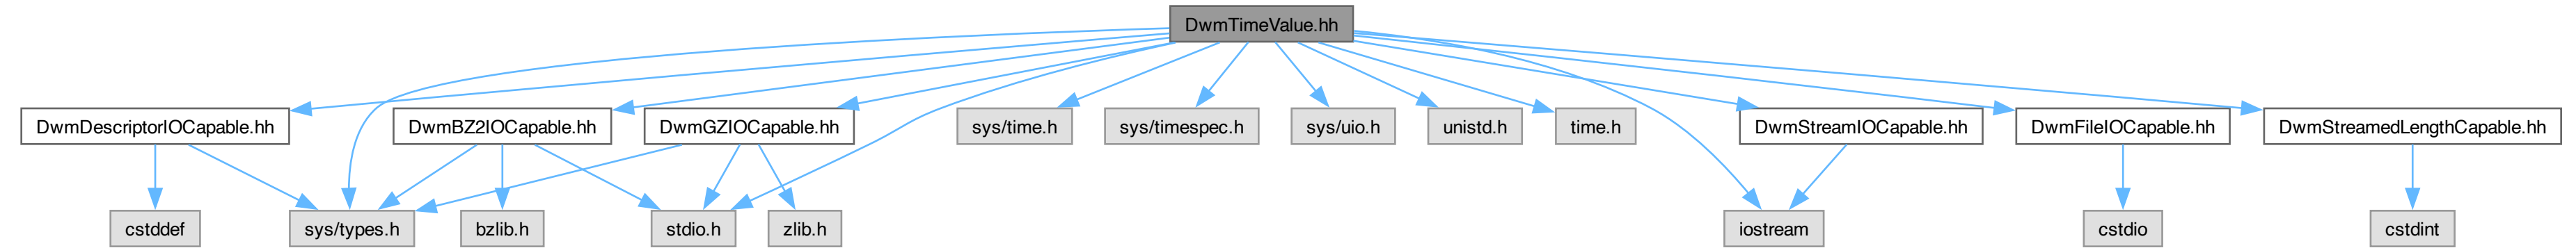 DwmTimeValue.hh
DwmDescriptorIOCapable.hh
DwmBZ2IOCapable.hh
DwmGZIOCapable.hh
sys/time.h
sys/timespec.h
sys/uio.h
unistd.h
time.h
DwmStreamIOCapable.hh
DwmFileIOCapable.hh
DwmStreamedLengthCapable.hh
cstddef
sys/types.h
bzlib.h
stdio.h
zlib.h
iostream
cstdio
cstdint